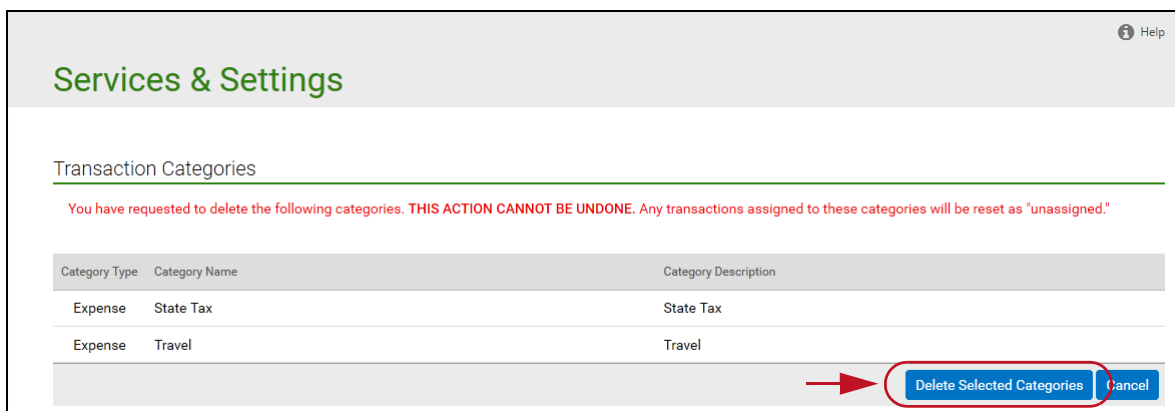 Help
Services & Settings
Transaction Categories
You have requested to delete the following categories. THIS ACTION CANNOT BE UNDONE. Any transactions assigned to these categories will be reset as "unassigned."
Category Type Category Name Category Description
Expense State Tax State Tax
Expense Travel Travel
Delete Selected Categories Cancel